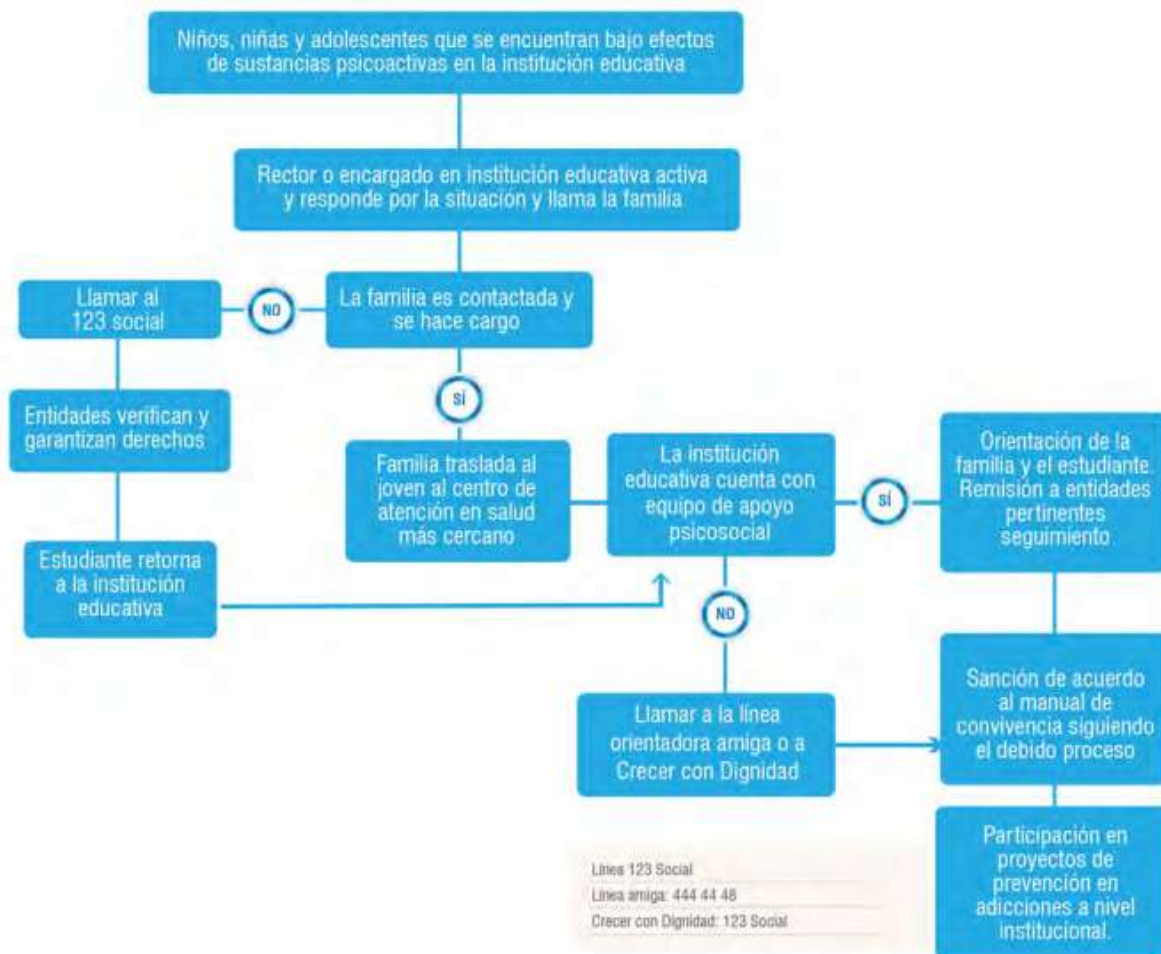 Niños, niñas y adolescentes que se encuentran bajo efectos
de sustancias psicoactivas en la institución educativa
Rector o encargado en institución educativa activa
y responde por la situación y llama la familia
Llamar al
123 social
NO
La familia es contactada y
se hace cargo
SÍ
Entidades verifican y
garantizan derechos
Estudiante retorna
a la institución
educativa
Familia traslada al
joven al centro de
atención en salud
más cercano
La institución
educativa cuenta con
equipo de apoyo
psicosocial
SÍ
Orientación de la
familia y el estudiante.
Remisión a entidades
pertinentes
seguimiento
NO
Llamar a la línea
orientadora amiga o a
Crecer con Dignidad
Sanción de acuerdo
al manual de
convivencia siguiendo
el debido proceso
Participación en
proyectos de
prevención en
adicciones a nivel
institucional.
Línea 123 Social
Línea amiga: 444 44 48
Crecer con Dignidad: 123 Social